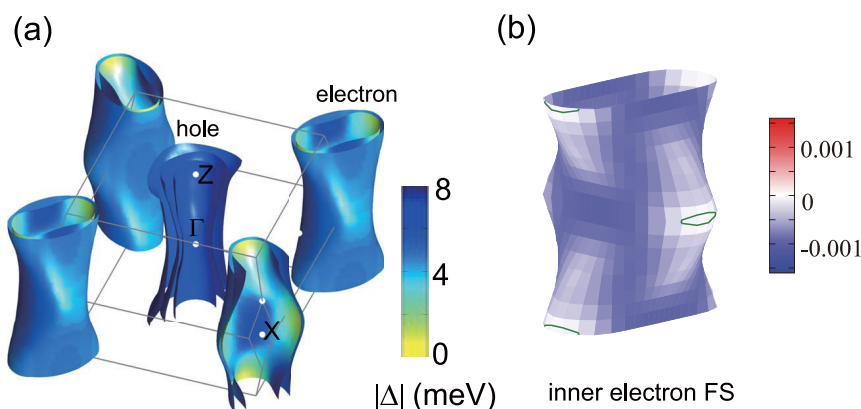 (a)
(b)
electron
hole
Z
Γ
X
8
4
0
|Δ| (meV)
0.001
0
-0.001
inner electron FS